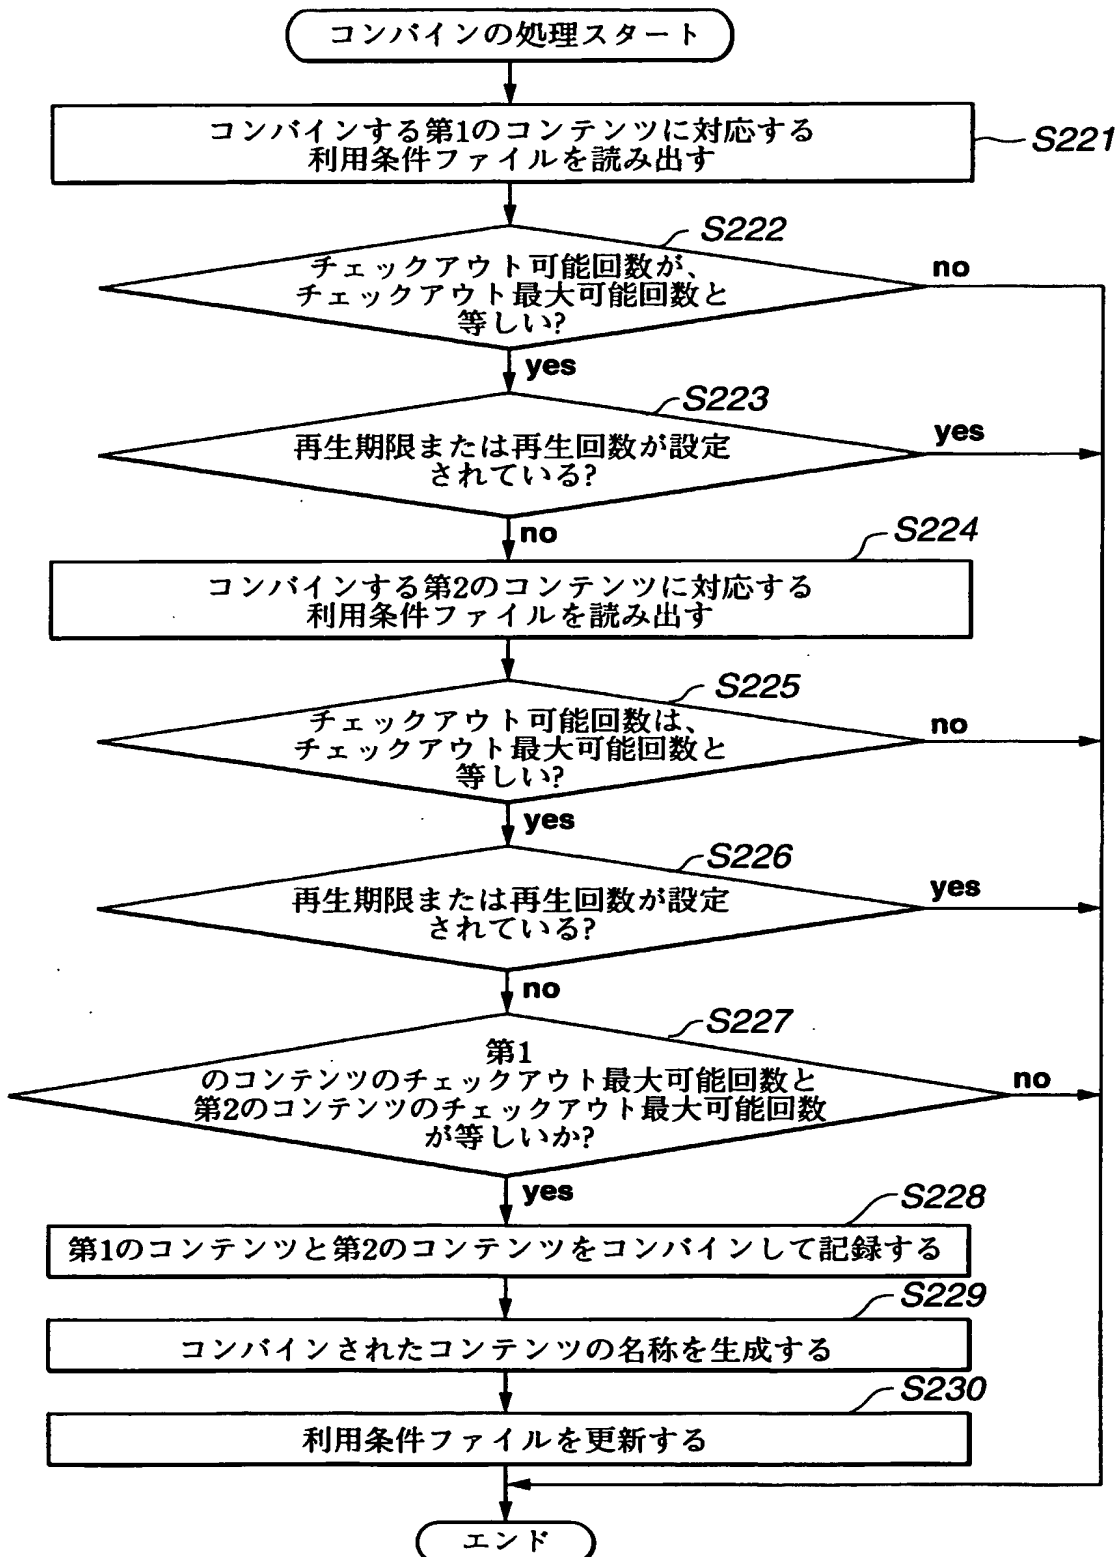 コンバインの処理スタート
コンバインする第1のコンテンツに対応する
利用条件ファイルを読み出す
S221
S222
チェックアウト可能回数が、
チェックアウト最大可能回数と
等しい?
no
yes
S223
再生期限または再生回数が設定
されている?
yes
no
S224
コンバインする第2のコンテンツに対応する
利用条件ファイルを読み出す
S225
チェックアウト可能回数は、
チェックアウト最大可能回数と
等しい?
no
yes
S226
再生期限または再生回数が設定
されている?
yes
no
S227
第1
のコンテンツのチェックアウト最大可能回数と
第2のコンテンツのチェックアウト最大可能回数
が等しいか?
no
yes
S228
第1のコンテンツと第2のコンテンツをコンバインして記録する
S229
コンバインされたコンテンツの名称を生成する
S230
利用条件ファイルを更新する
エンド